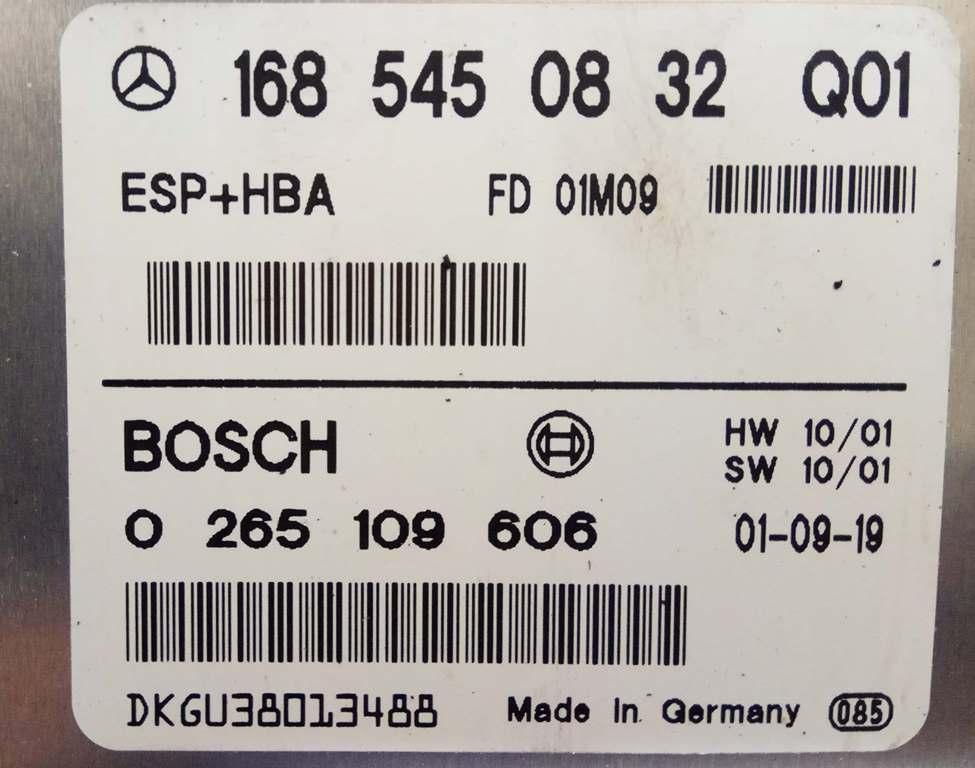 168 545 08 32 Q01
ESP+HBA FD 01M09
BOSCH HW 10/01
SW 10/01
0 265 109 606 01-09-19
DKGU38013488 Made in Germany 085